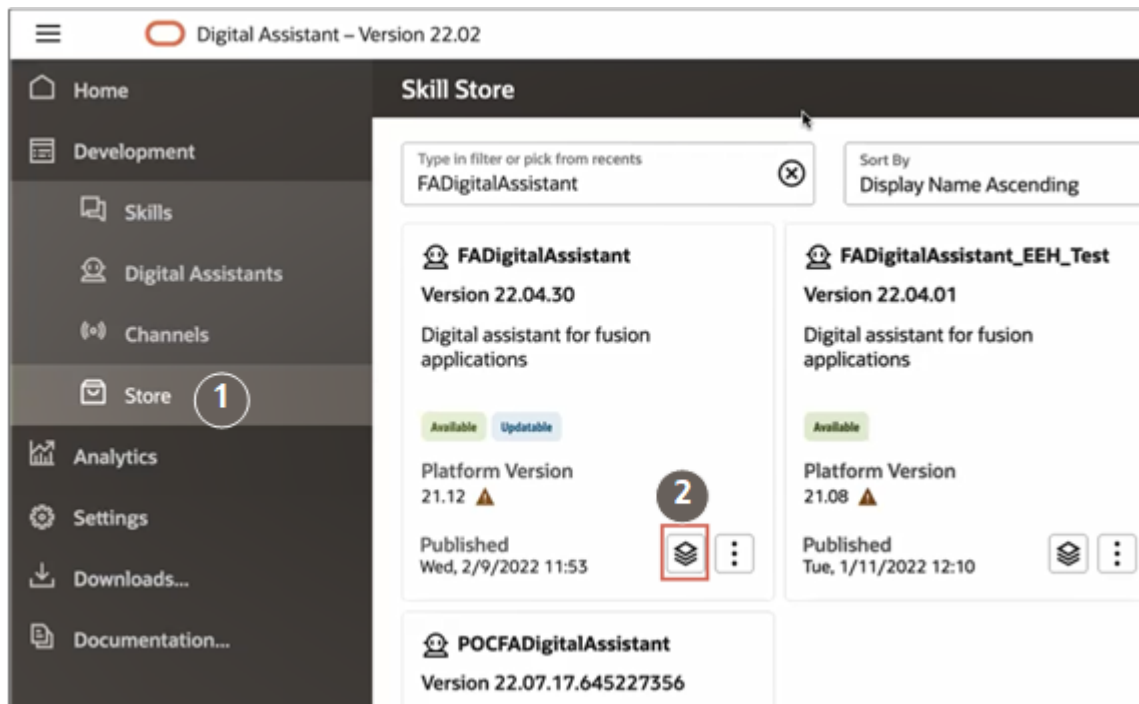 Digital Assistant – Version 22.02
Home
Development
Skills
Digital Assistants
Channels
Store
1
Analytics
Settings
Downloads...
Documentation...
Skill Store
Type in filter or pick from recents
FADigitalAssistant
Sort By
Display Name Ascending
FADigitalAssistant
Version 22.04.30
Digital assistant for fusion
applications
Available Updatable
Platform Version
21.12
2
Published
Wed, 2/9/2022 11:53
FADigitalAssistant_EEH_Test
Version 22.04.01
Digital assistant for fusion
applications
Available
Platform Version
21.08
Published
Tue, 1/11/2022 12:10
POCFADigitalAssistant
Version 22.07.17.645227356